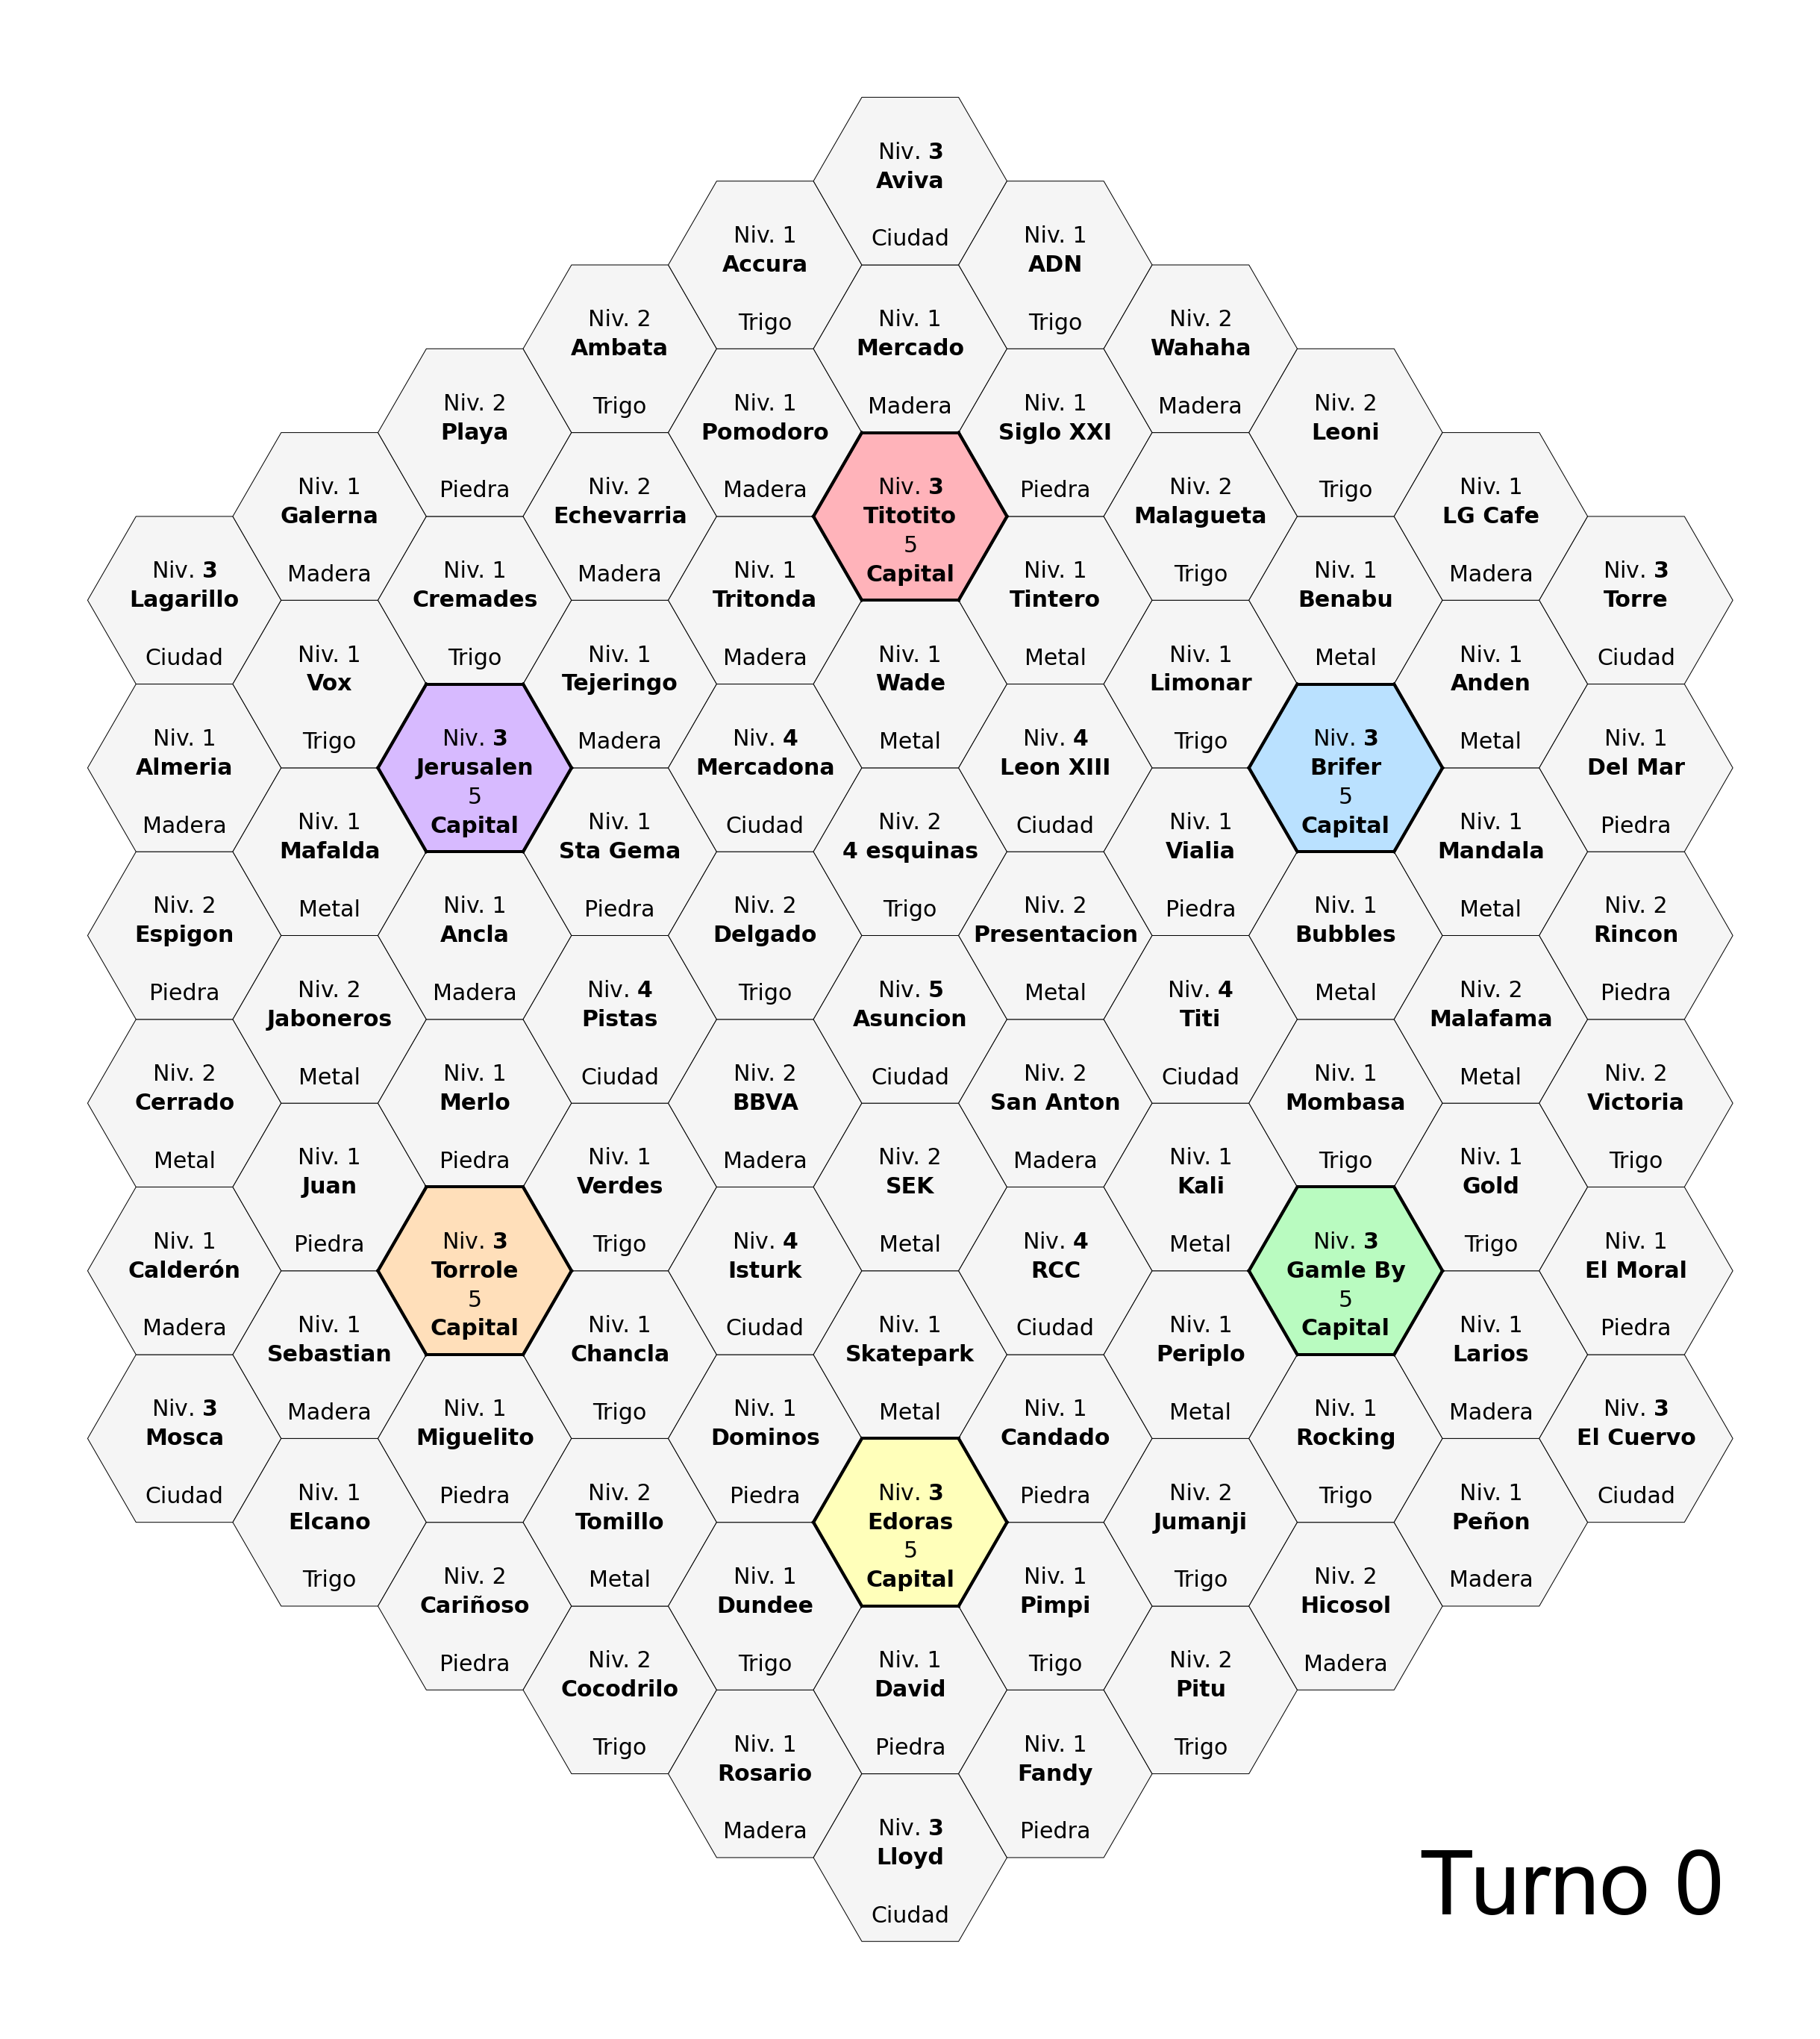 Niv. 3
Aviva
Ciudad
Niv. 1
Accura
Trigo
Niv. 1
ADN
Trigo
Niv. 2
Ambata
Trigo
Niv. 1
Mercado
Madera
Niv. 2
Wahaha
Madera
Niv. 2
Playa
Piedra
Niv. 1
Pomodoro
Madera
Niv. 1
Siglo XXI
Piedra
Niv. 2
Leoni
Trigo
Niv. 1
Galerna
Madera
Niv. 2
Echevarria
Madera
Niv. 3
Titotito
5
Capital
Niv. 2
Malagueta
Trigo
Niv. 1
LG Cafe
Madera
Niv. 3
Lagarillo
Ciudad
Niv. 1
Cremades
Trigo
Niv. 1
Tritonda
Madera
Niv. 1
Tintero
Metal
Niv. 1
Benabu
Metal
Niv. 3
Torre
Ciudad
Niv. 1
Vox
Trigo
Niv. 1
Tejeringo
Madera
Niv. 1
Wade
Metal
Niv. 1
Limonar
Trigo
Niv. 1
Anden
Metal
Niv. 1
Almeria
Madera
Niv. 3
Jerusalen
5
Capital
Niv. 4
Mercadona
Ciudad
Niv. 4
Leon XIII
Ciudad
Niv. 3
Brifer
5
Capital
Niv. 1
Del Mar
Piedra
Niv. 1
Mafalda
Metal
Niv. 1
Sta Gema
Piedra
Niv. 2
4 esquinas
Trigo
Niv. 1
Vialia
Piedra
Niv. 1
Mandala
Metal
Niv. 2
Espigon
Piedra
Niv. 1
Ancla
Madera
Niv. 2
Delgado
Trigo
Niv. 2
Presentacion
Metal
Niv. 1
Bubbles
Metal
Niv. 2
Rincon
Piedra
Niv. 2
Jaboneros
Metal
Niv. 4
Pistas
Ciudad
Niv. 5
Asuncion
Ciudad
Niv. 4
Titi
Ciudad
Niv. 2
Malafama
Metal
Niv. 2
Cerrado
Metal
Niv. 1
Merlo
Piedra
Niv. 2
BBVA
Madera
Niv. 2
San Anton
Madera
Niv. 1
Mombasa
Trigo
Niv. 2
Victoria
Trigo
Niv. 1
Juan
Piedra
Niv. 1
Verdes
Trigo
Niv. 2
SEK
Metal
Niv. 1
Kali
Metal
Niv. 1
Gold
Trigo
Niv. 1
Calderón
Madera
Niv. 3
Torrole
5
Capital
Niv. 4
Isturk
Ciudad
Niv. 4
RCC
Ciudad
Niv. 3
Gamle By
5
Capital
Niv. 1
El Moral
Piedra
Niv. 1
Sebastian
Madera
Niv. 1
Chancla
Trigo
Niv. 1
Skatepark
Metal
Niv. 1
Periplo
Metal
Niv. 1
Larios
Madera
Niv. 3
Mosca
Ciudad
Niv. 1
Miguelito
Piedra
Niv. 1
Dominos
Piedra
Niv. 1
Candado
Piedra
Niv. 1
Rocking
Trigo
Niv. 3
El Cuervo
Ciudad
Niv. 1
Elcano
Trigo
Niv. 2
Tomillo
Metal
Niv. 3
Edoras
5
Capital
Niv. 2
Jumanji
Trigo
Niv. 1
Peñon
Madera
Niv. 2
Cariñoso
Piedra
Niv. 1
Dundee
Trigo
Niv. 1
Pimpi
Trigo
Niv. 2
Hicosol
Madera
Niv. 2
Cocodrilo
Trigo
Niv. 1
David
Piedra
Niv. 2
Pitu
Trigo
Niv. 1
Rosario
Madera
Niv. 1
Fandy
Piedra
Niv. 3
Lloyd
Ciudad
Turno 0